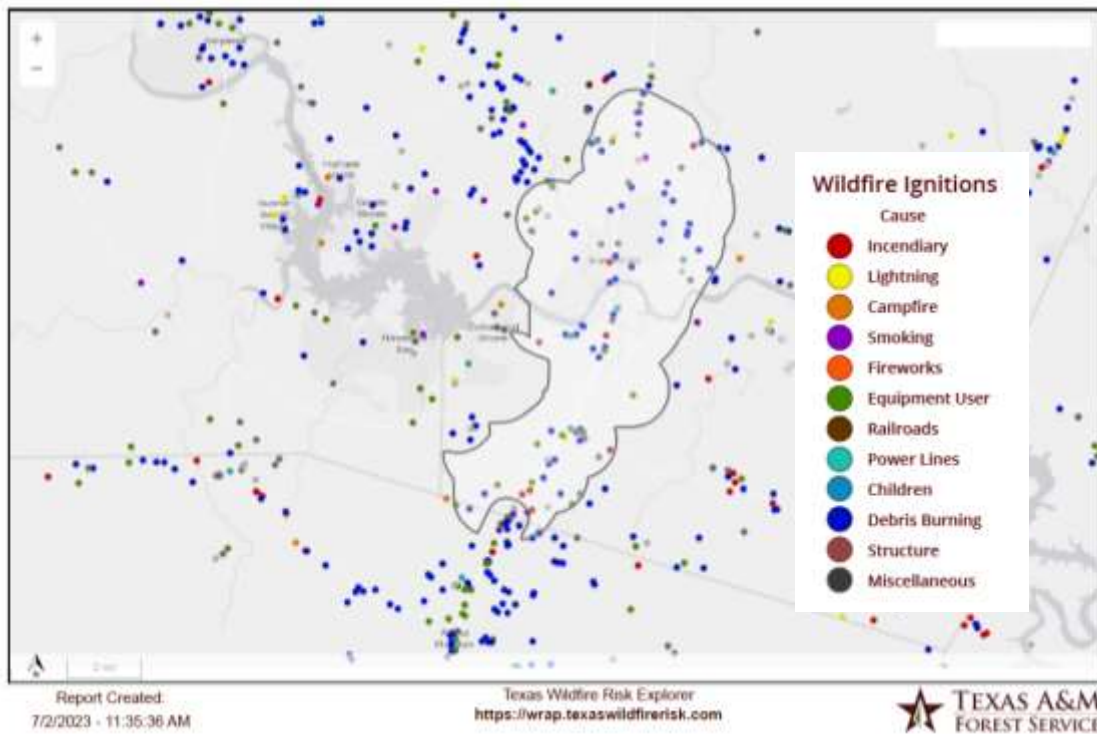 +
−
Wildfire Ignitions
Cause
Incendiary
Lightning
Campfire
Smoking
Fireworks
Equipment User
Railroads
Power Lines
Children
Debris Burning
Structure
Miscellaneous
Report Created:
7/2/2023 - 11:35:36 AM
Texas Wildfire Risk Explorer
https://wrap.texaswildfirerisk.com
TEXAS A&M
FOREST SERVICE